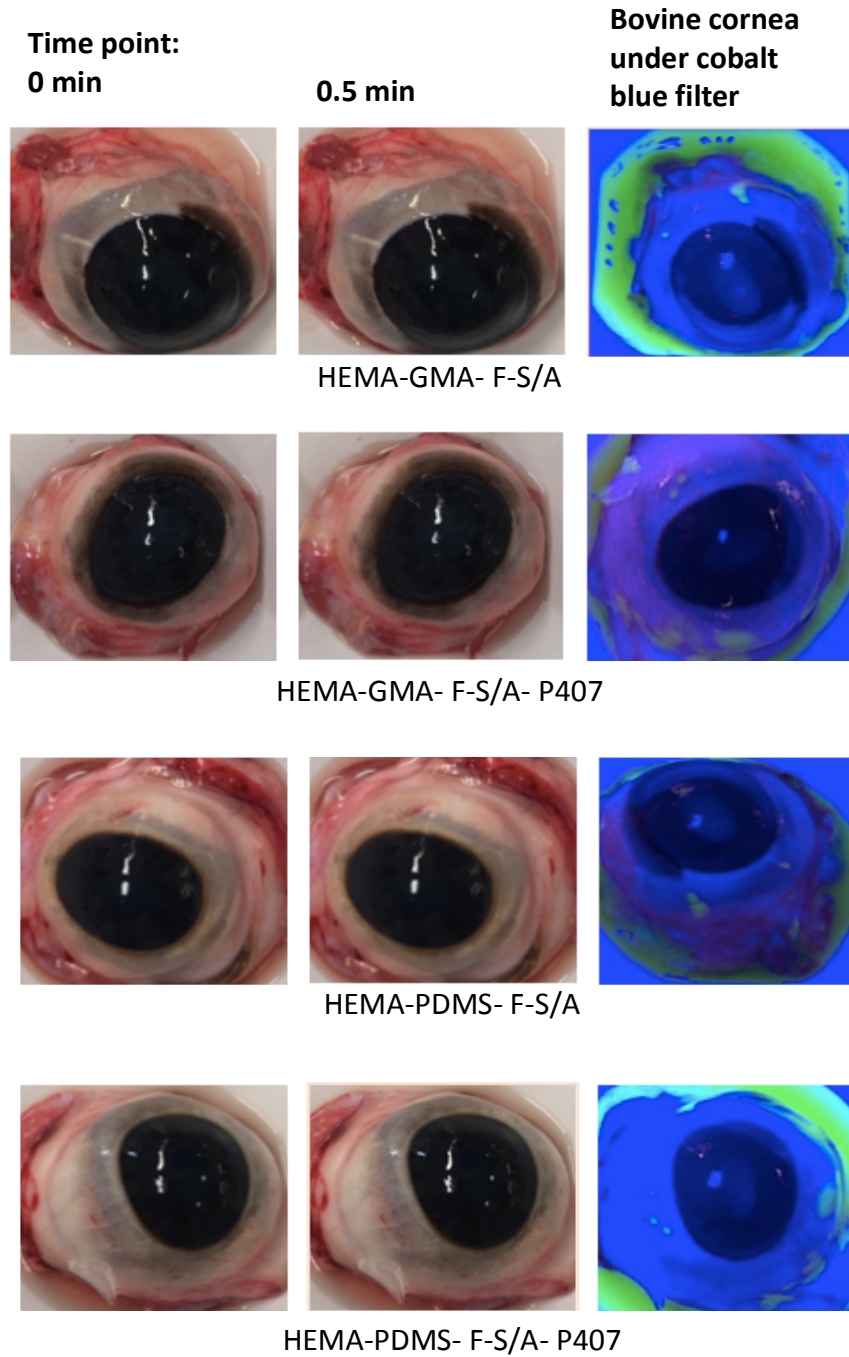 Time point:
0 min
0.5 min
Bovine cornea
under cobalt
blue filter
HEMA-GMA- F-S/A
HEMA-GMA- F-S/A- P407
HEMA-PDMS- F-S/A
HEMA-PDMS- F-S/A- P407